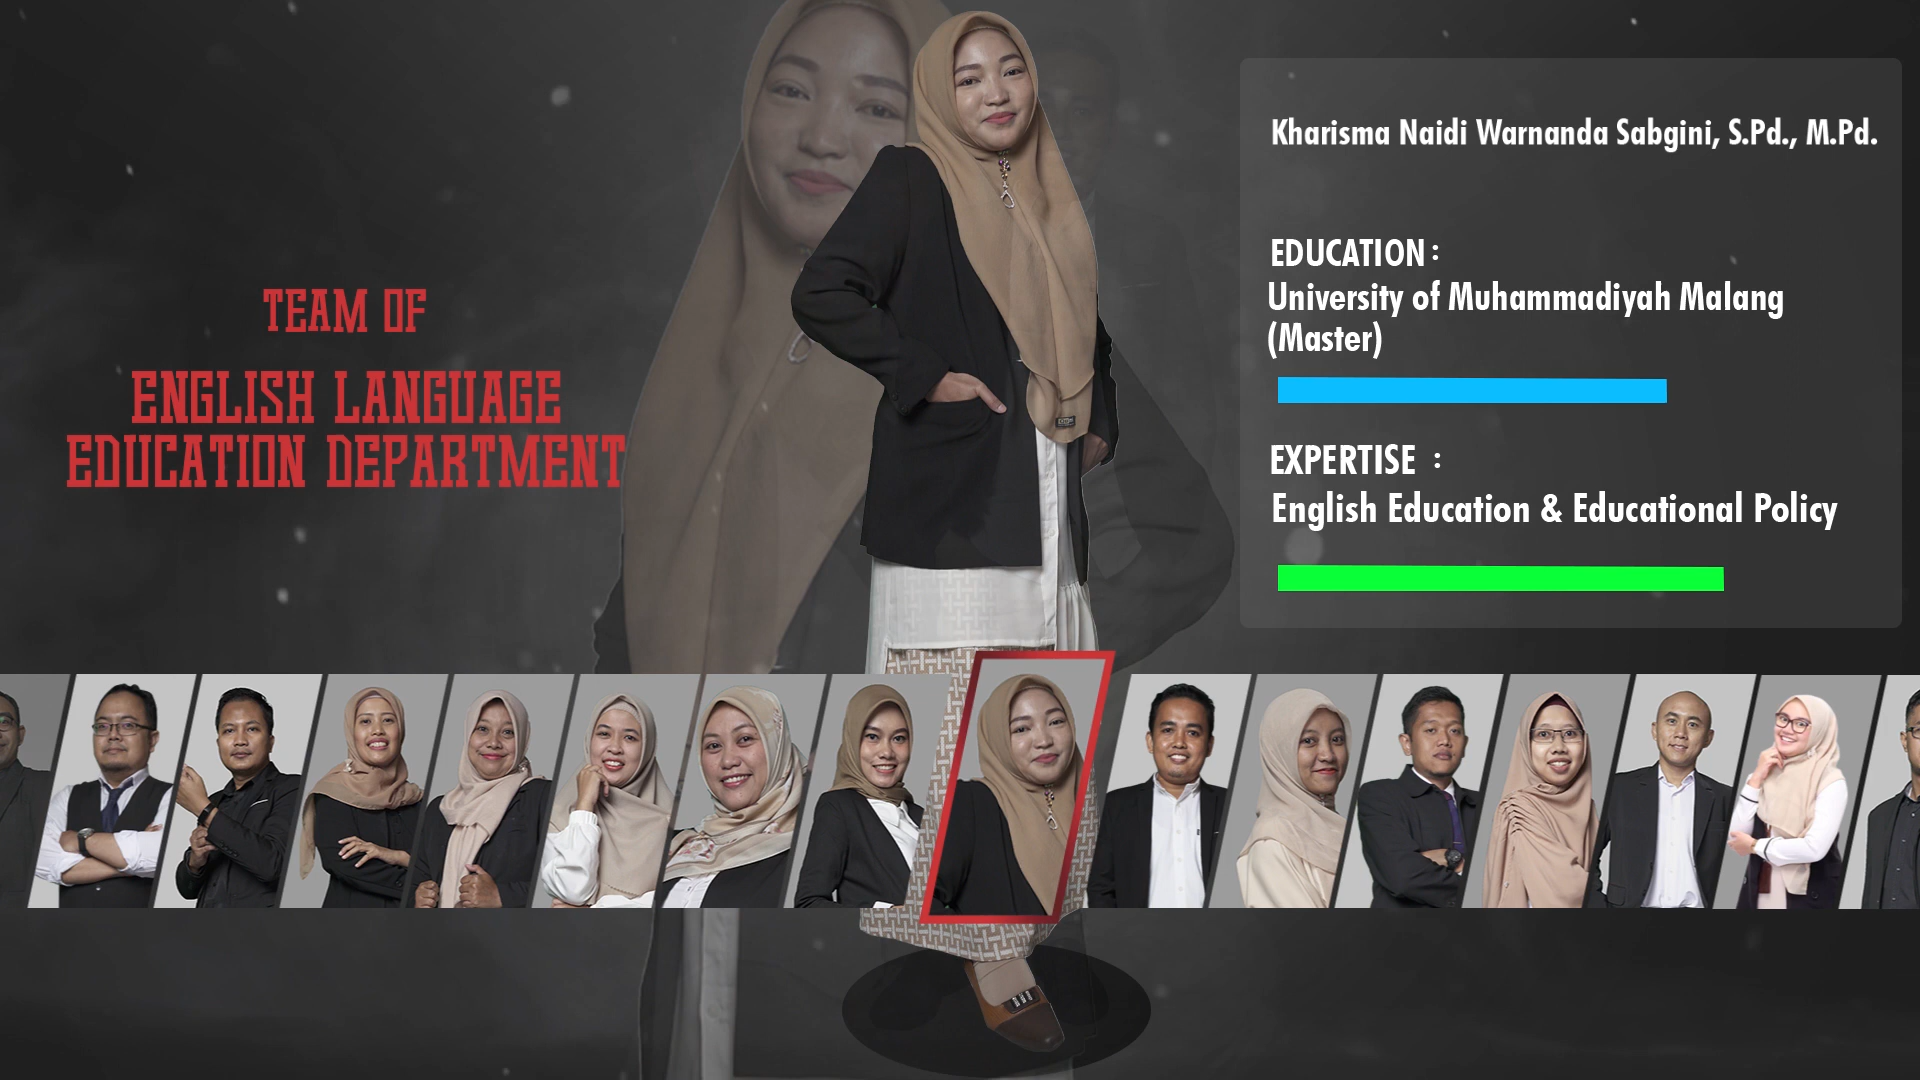 TEAM OF
ENGLISH LANGUAGE
EDUCATION DEPARTMENT
Kharisma Naidi Warnanda Sabgini, S.Pd., M.Pd.
EDUCATION :
University of Muhammadiyah Malang
(Master)
EXPERTISE :
English Education & Educational Policy